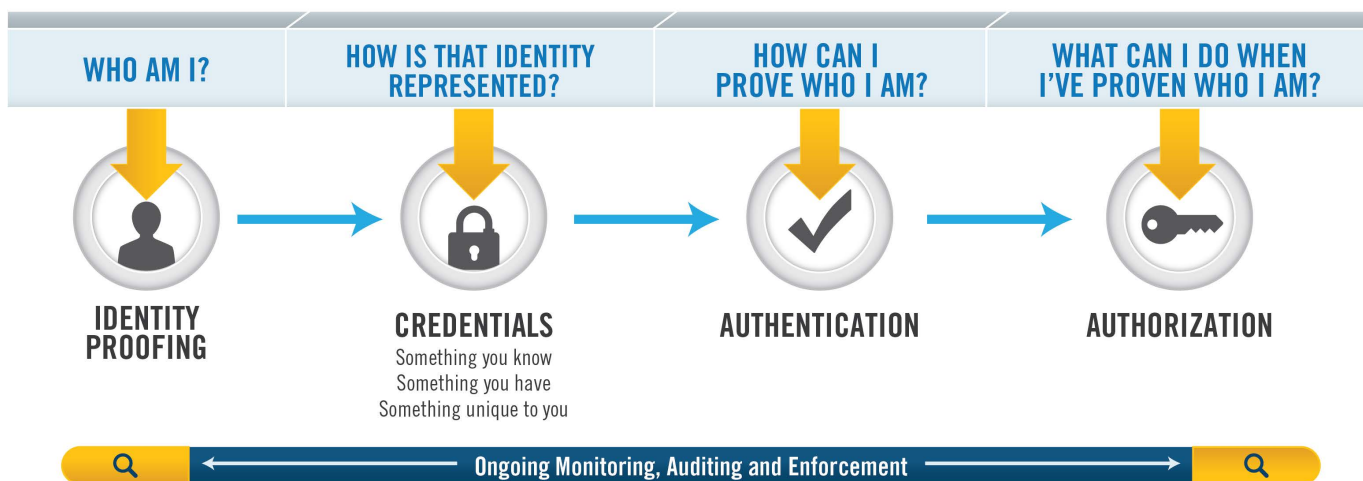 WHO AM I?
HOW IS THAT IDENTITY
REPRESENTED?
HOW CAN I
PROVE WHO I AM?
WHAT CAN I DO WHEN
I'VE PROVEN WHO I AM?
IDENTITY
PROOFING
CREDENTIALS
Something you know
Something you have
Something unique to you
AUTHENTICATION
AUTHORIZATION
Ongoing Monitoring, Auditing and Enforcement